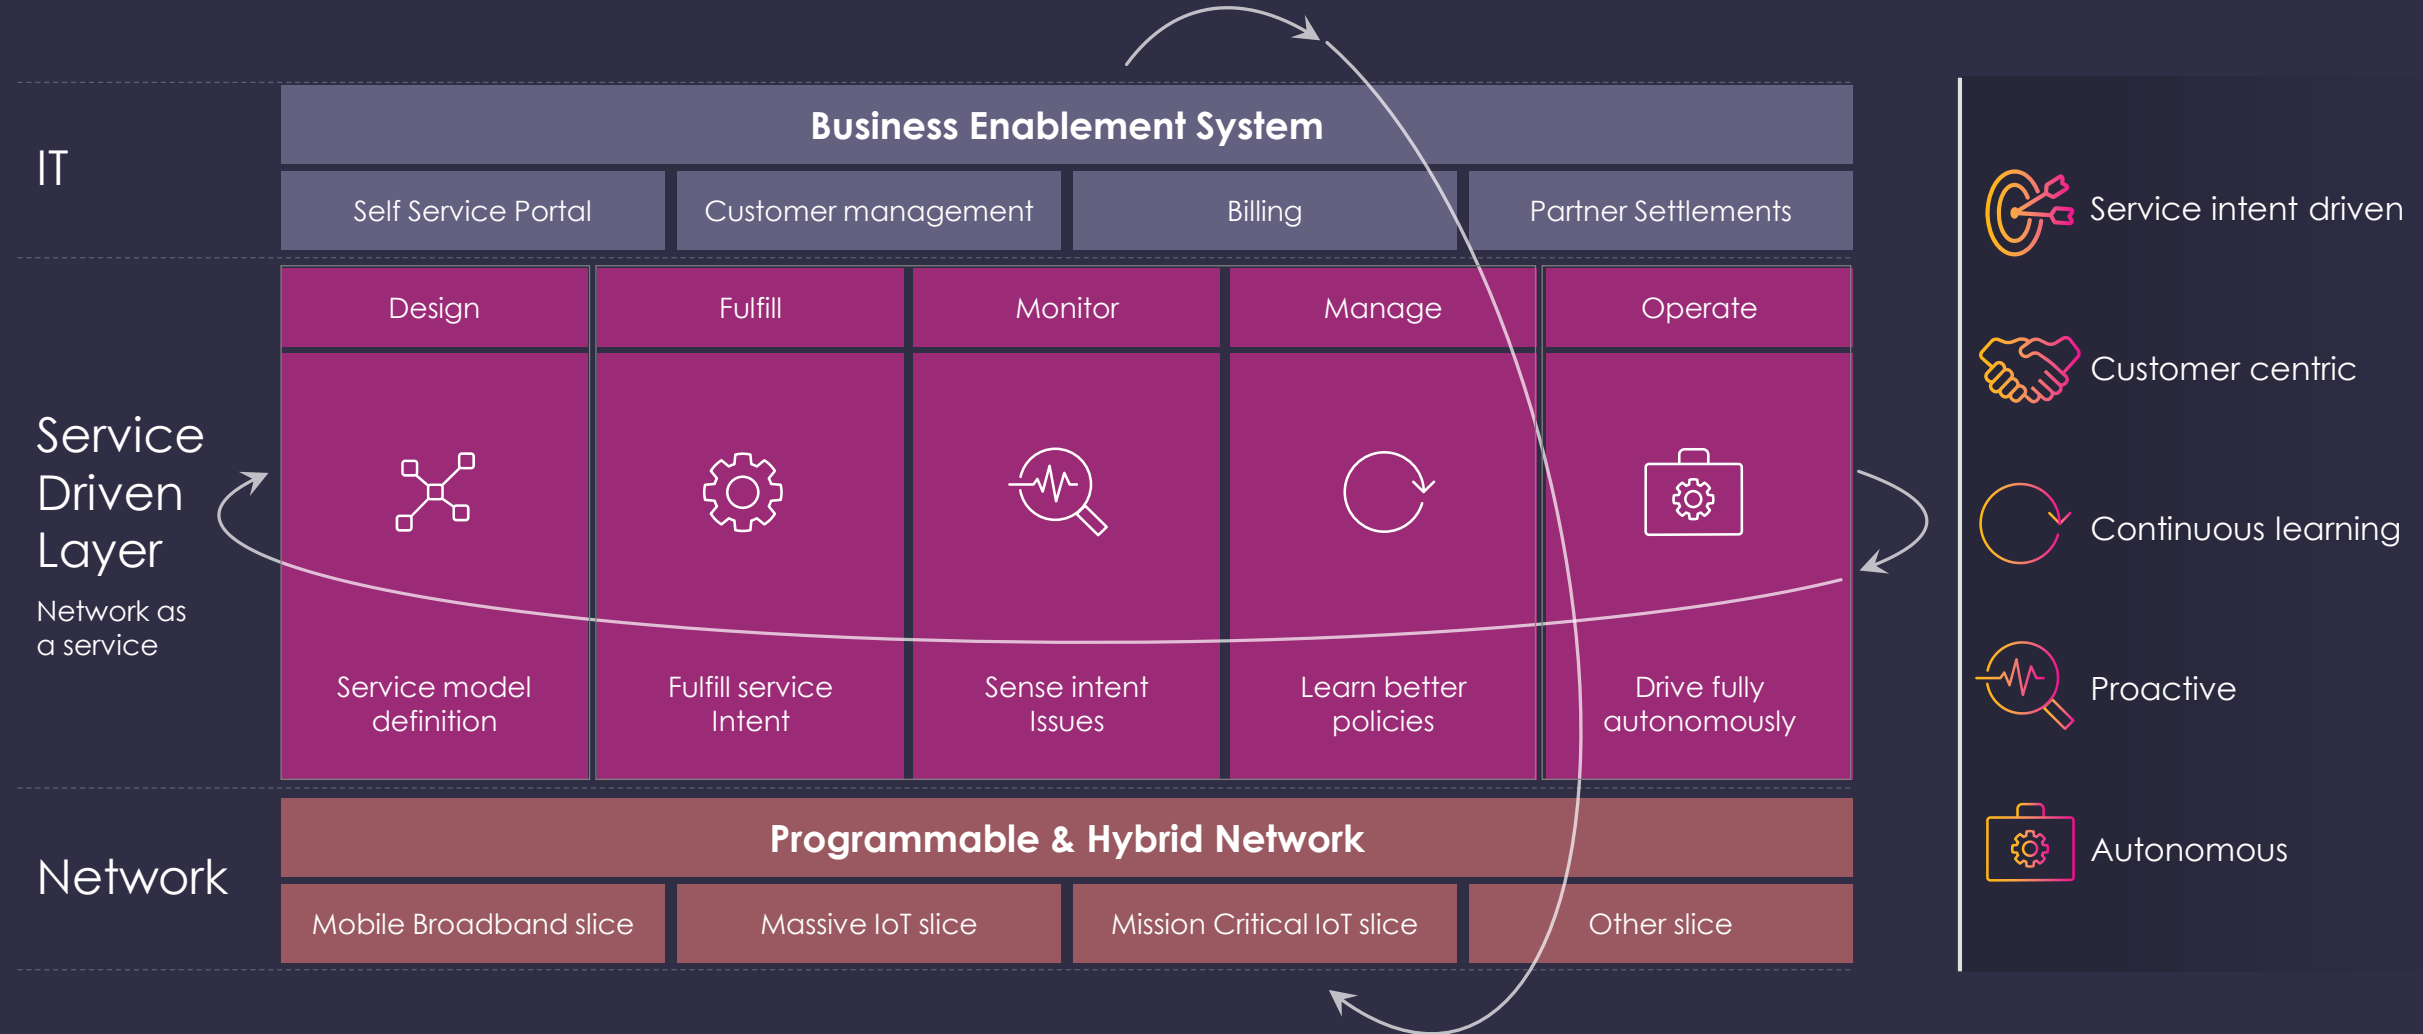 IT
Business Enablement System
Self Service Portal
Customer management
Billing
Partner Settlements
Service
Driven
Layer
Network as
a service
Design
Fulfill
Monitor
Manage
Operate
Service model
definition
Fulfill service
Intent
Sense intent
Issues
Learn better
policies
Drive fully
autonomously
Network
Programmable & Hybrid Network
Mobile Broadband slice
Massive IoT slice
Mission Critical IoT slice
Other slice
Service intent driven
Customer centric
Continuous learning
Proactive
Autonomous